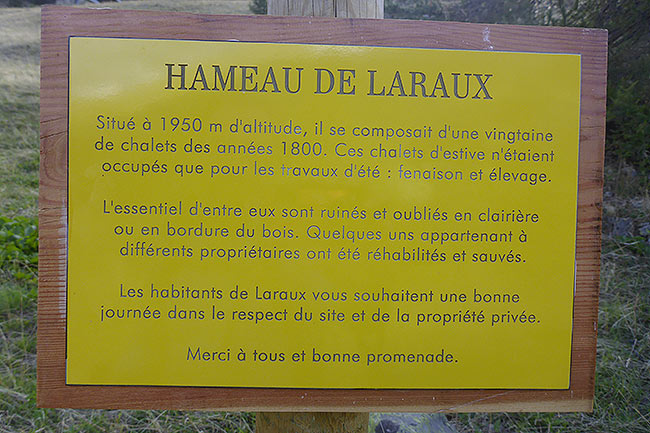 HAMEAU DE LARAUX
Situé à 1950 m d'altitude, il se composait d'une vingtaine
de chalets des années 1800. Ces chalets d'estive n'étaient
occupés que pour les travaux d'été : fenaison et élevage.
L'essentiel d'entre eux sont ruinés et oubliés en clairière
ou en bordure du bois. Quelques uns appartenant à
différents propriétaires ont été réhabilités et sauvés.
Les habitants de Laraux vous souhaitent une bonne
journée dans le respect du site et de la propriété privée.
Merci à tous et bonne promenade.